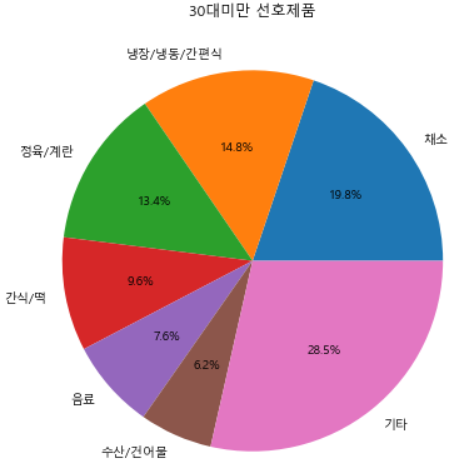 30대미만 선호제품
냉장/냉동/간편식
채소
정육/계란
14.8%
19.8%
13.4%
간식/떡
9.6%
7.6%
6.2%
28.5%
음료
수산/건어물
기타